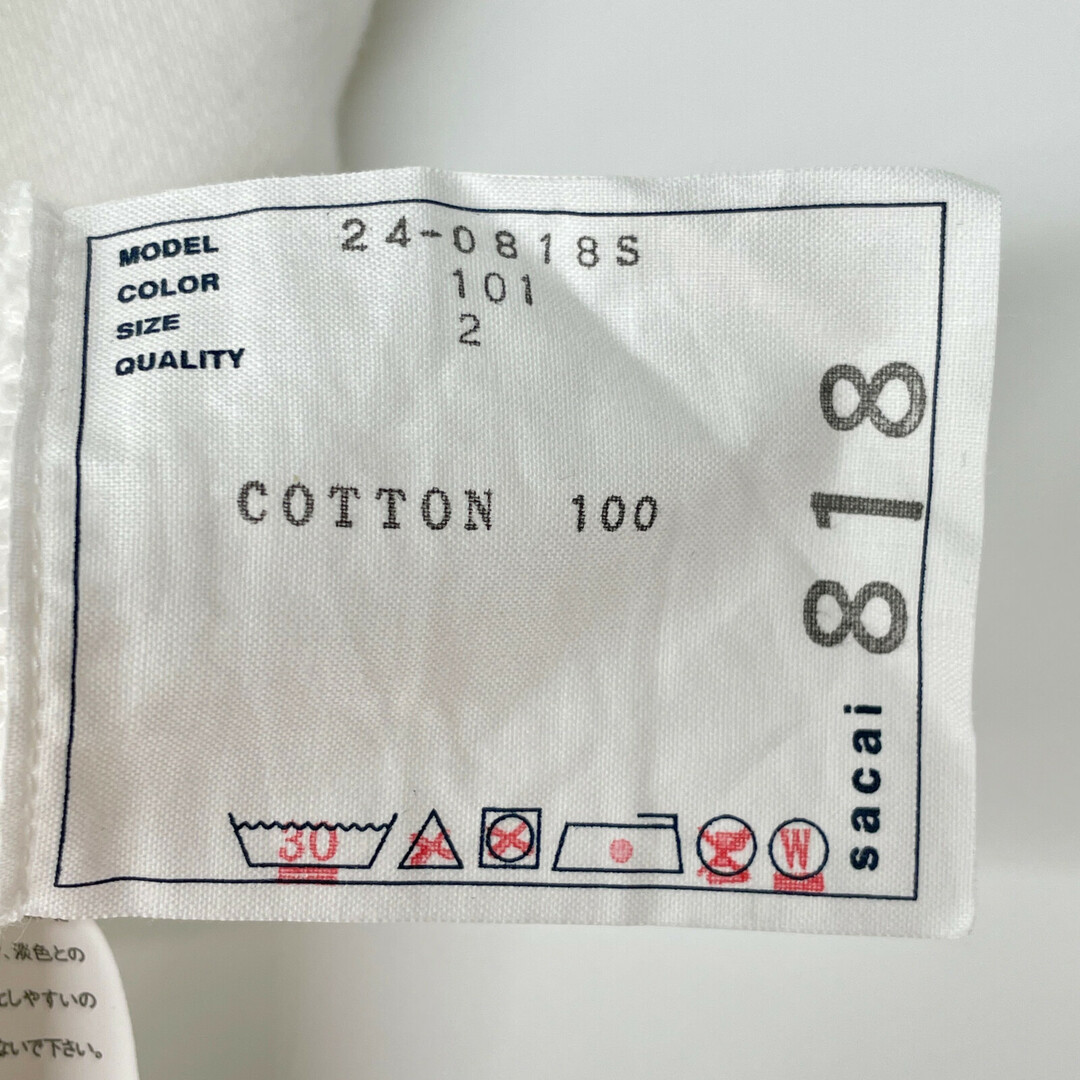 MODEL 24-0818S
COLOR 101
SIZE 2
QUALITY
COTTON 100
sacai 818
30
W
、淡色との
しやすいの
ないで下さい。